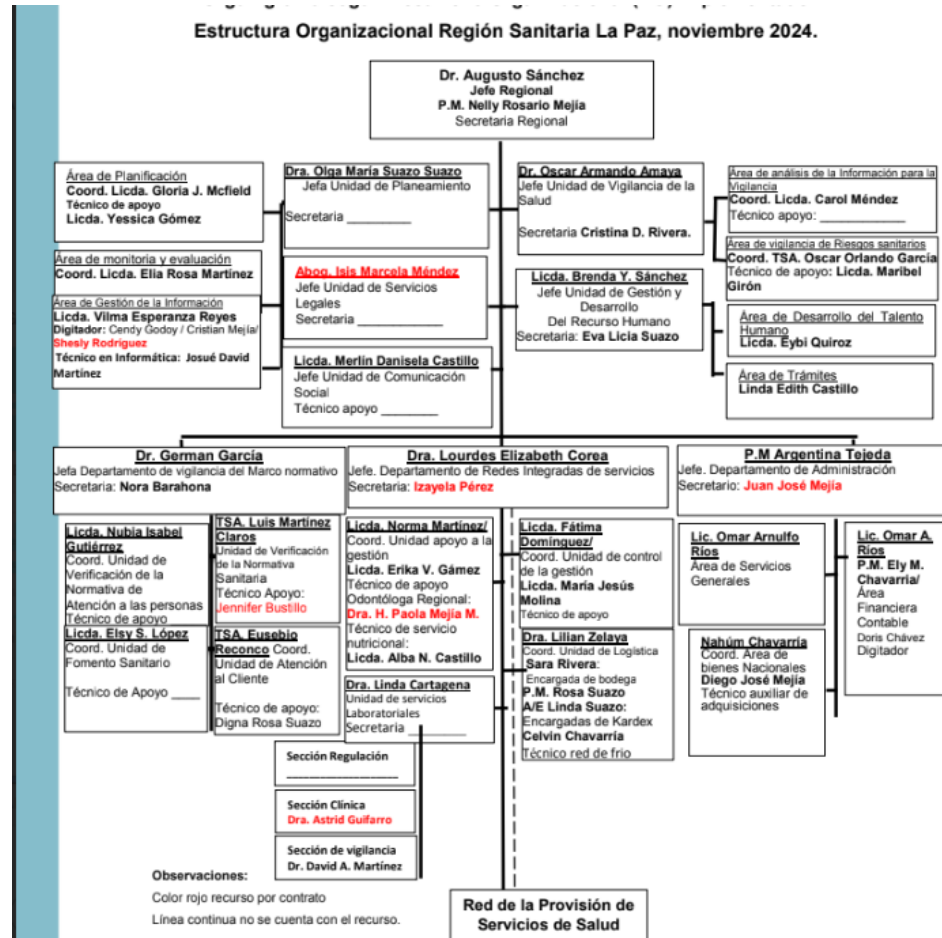 Estructura Organizacional Región Sanitaria La Paz, noviembre 2024.
Dr. Augusto Sánchez
Jefe Regional
P.M. Nelly Rosario Mejía
Secretaria Regional
Área de Planificación
Coord. Licda. Gloria J. Mcfield
Técnico de apoyo
Licda. Yessica Gómez
Dra. Olga María Suazo Suazo
Jefa Unidad de Planeamiento
Secretaria _________
Dr. Oscar Armando Amaya
Jefe Unidad de Vigilancia de la
Salud
Secretaria Cristina D. Rivera.
Área de análisis de la Información para la
Vigilancia
Coord. Licda. Carol Méndez
Técnico apoyo: ____________
Área de vigilancia de Riesgos sanitarios
Coord. TSA. Oscar Orlando García
Técnico de apoyo: Licda. Maribel
Girón
Área de monitoria y evaluación
Coord. Licda. Elia Rosa Martínez
Abog. Isis Marcela Méndez
Jefe Unidad de Servicios
Legales
Secretaria ____________
Licda. Brenda Y. Sánchez
Jefe Unidad de Gestión y
Desarrollo
Del Recurso Humano
Secretaria: Eva Licia Suazo
Área de Gestión de la Información
Licda. Vilma Esperanza Reyes
Digitador: Cendy Godoy / Cristian Mejía/
Shesly Rodríguez
Técnico en Informática: Josué David
Martínez
Área de Desarrollo del Talento
Humano
Licda. Eybi Quiroz
Licda. Merlín Danisela Castillo
Jefe Unidad de Comunicación
Social
Técnico apoyo ________
Área de Trámites
Linda Edith Castillo
Dr. German García
Jefa Departamento de vigilancia del Marco normativo
Secretaria: Nora Barahona
Dra. Lourdes Elizabeth Corea
Jefe. Departamento de Redes Integradas de servicios
Secretaria: Izayela Pérez
P.M Argentina Tejeda
Jefe. Departamento de Administración
Secretario: Juan José Mejía
Licda. Nubia Isabel
Gutiérrez
Coord. Unidad de
Verificación de la
Normativa de
Atención a las personas
Técnico de apoyo____
TSA. Luis Martínez
Claros
Unidad de Verificación
de la Normativa
Sanitaria
Técnico Apoyo:
Jennifer Bustillo
Licda. Norma Martínez/
Coord. Unidad apoyo a la
gestión
Licda. Erika V. Gámez
Técnico de apoyo
Odontóloga Regional:
Dra. H. Paola Mejía M.
Técnico de servicio
nutricional:
Licda. Alba N. Castillo
Licda. Fátima
Domínguez/
Coord. Unidad de control
de la gestión
Licda. María Jesús
Molina
Técnico de apoyo
Lic. Omar Arnulfo
Ríos
Área de Servicios
Generales
Lic. Omar A.
Ríos
P.M. Ely M.
Chavarria/
Área
Financiera
Contable
Doris Chávez
Digitador
Licda. Elsy S. López
Coord. Unidad de
Fomento Sanitario
Técnico de Apoyo ____
TSA. Eusebio
Reconco Coord.
Unidad de Atención
al Cliente
Técnico de apoyo:
Digna Rosa Suazo
Dra. Lilian Zelaya
Coord. Unidad de Logística
Sara Rivera:
Encargada de bodega
P.M. Rosa Suazo
A/E Linda Suazo:
Encargadas de Kardex
Celvin Chavarría
Técnico red de frio
Nahúm Chavarría
Coord. Área de
bienes Nacionales
Diego José Mejía
Técnico auxiliar de
adquisiciones
Dra. Linda Cartagena
Unidad de servicios
Laboratoriales
Secretaria _________
Sección Regulación
___________________
Sección Clínica
Dra. Astrid Guifarro
Sección de vigilancia
Dr. David A. Martínez
Observaciones:
Color rojo recurso por contrato
Línea continua no se cuenta con el recurso.
Red de la Provisión de
Servicios de Salud